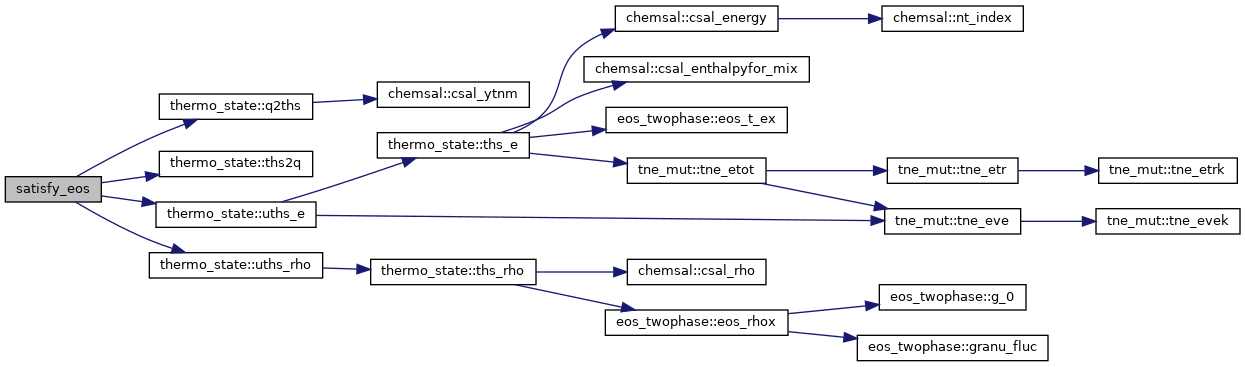 satisfy_eos
thermo_state::q2ths
chemsal::csal_ytnm
thermo_state::ths2q
thermo_state::uths_e
thermo_state::ths_e
chemsal::csal_energy
chemsal::nt_index
chemsal::csal_enthalpyfor_mix
eos_twophase::eos_t_ex
tne_mut::tne_etot
tne_mut::tne_etr
tne_mut::tne_etrk
tne_mut::tne_eve
tne_mut::tne_evek
thermo_state::uths_rho
thermo_state::ths_rho
chemsal::csal_rho
eos_twophase::eos_rhox
eos_twophase::g_0
eos_twophase::granu_fluc